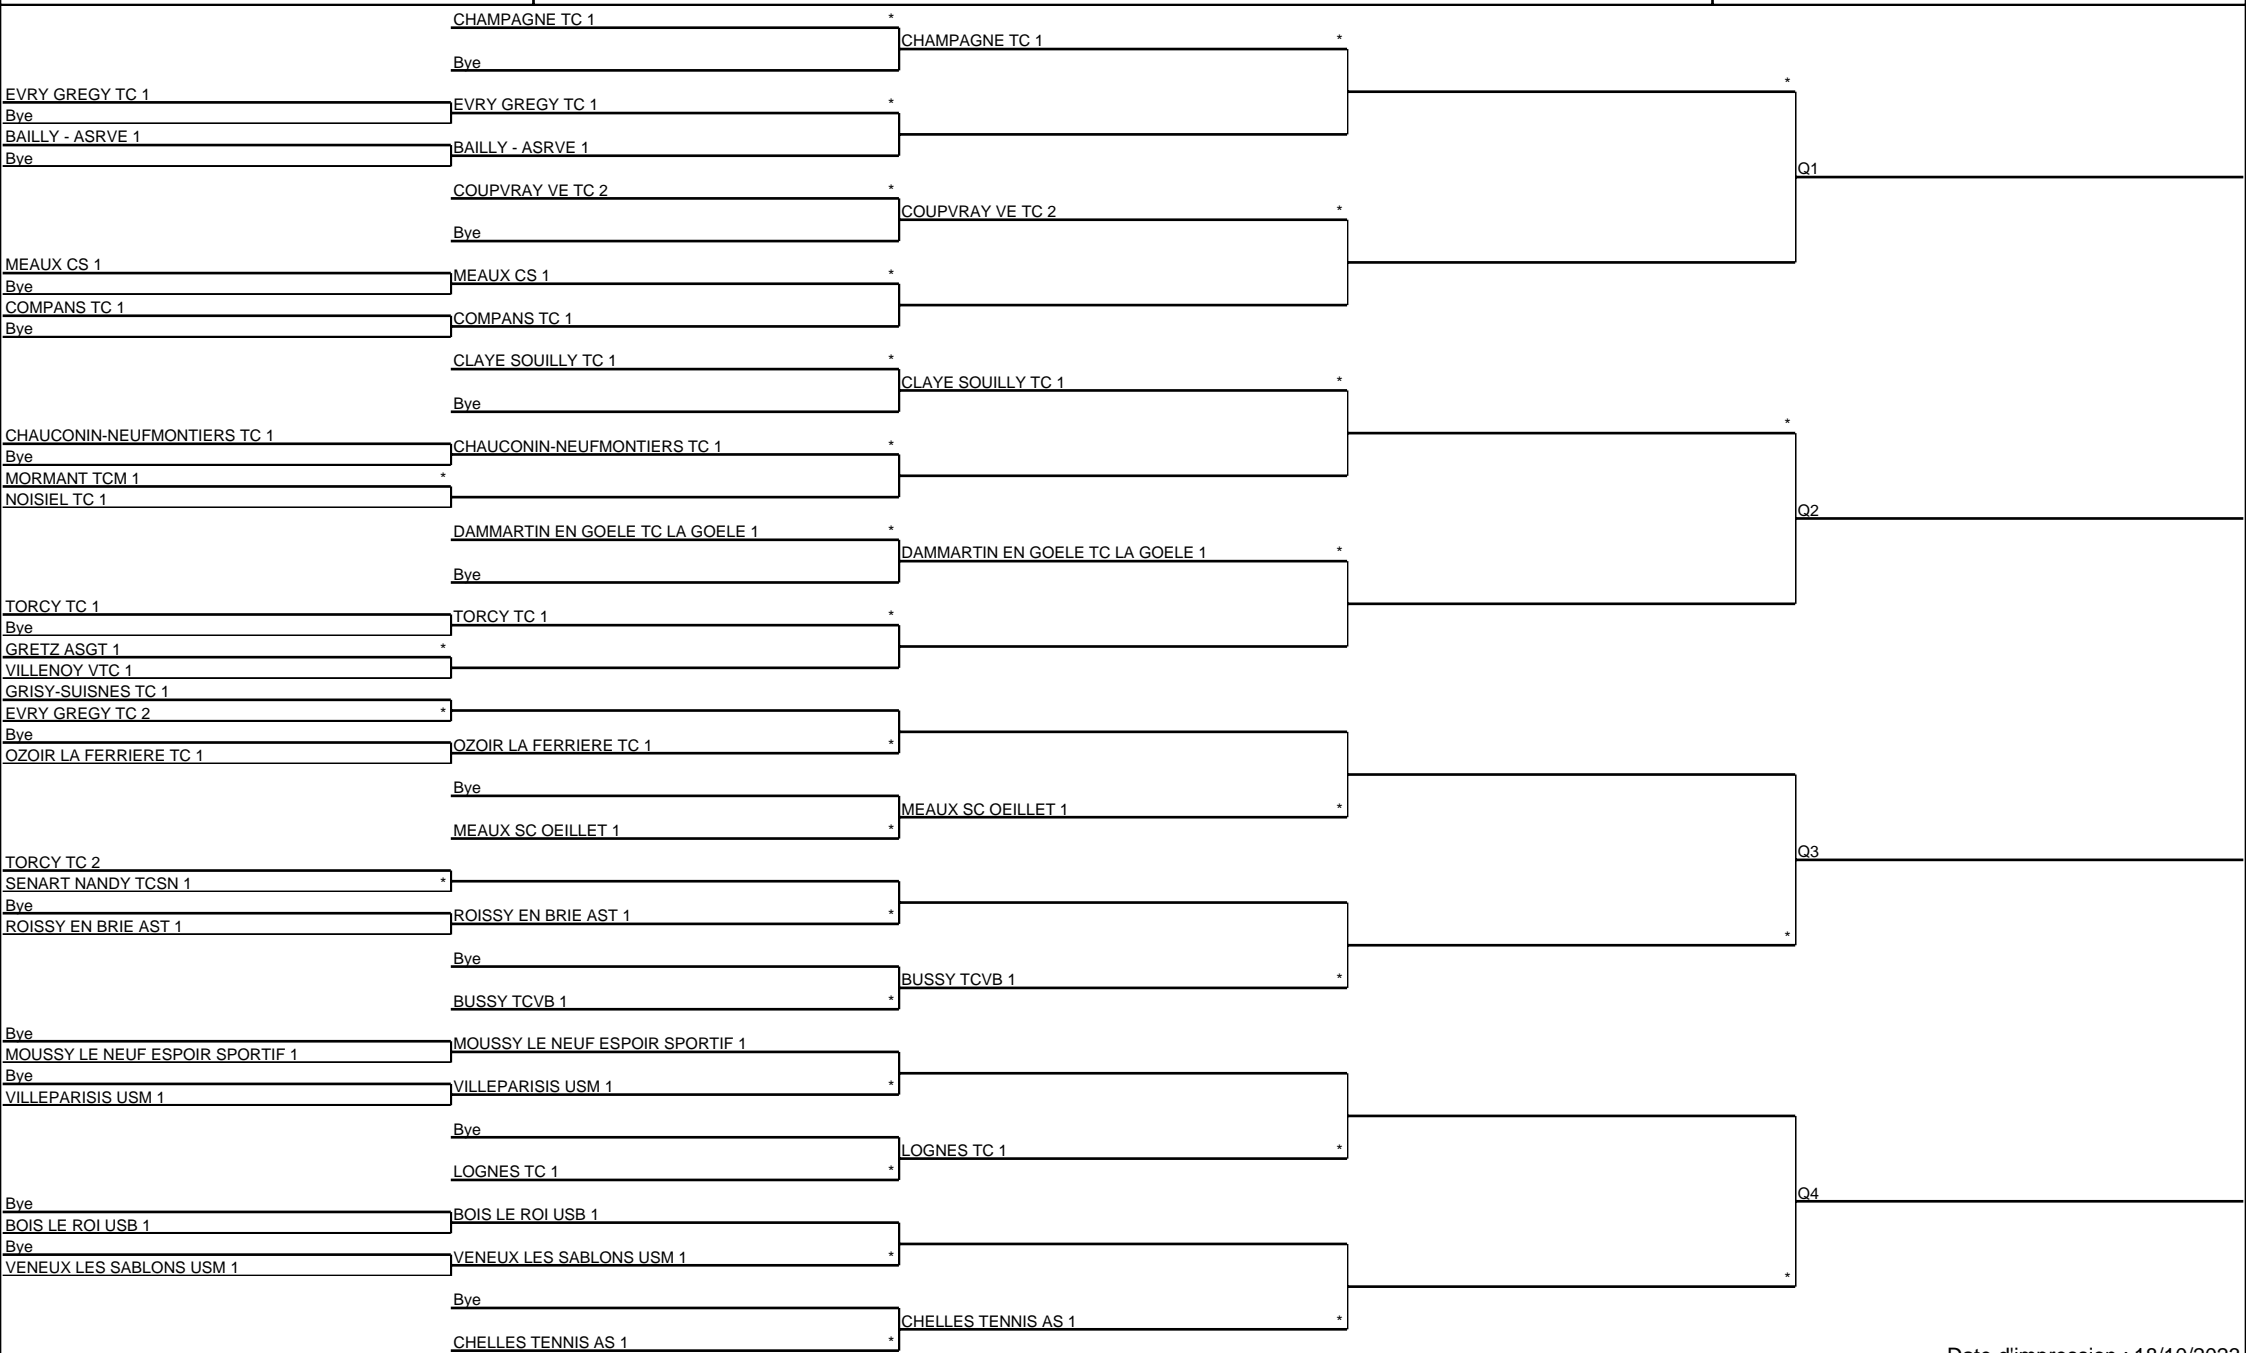 CHAMPAGNE TC 1 *
CHAMPAGNE TC 1 *
Bye
*
EVRY GREGY TC 1
EVRY GREGY TC 1 *
Bye
BAILLY - ASRVE 1
BAILLY - ASRVE 1
Bye
Q1
COUPVRAY VE TC 2 *
COUPVRAY VE TC 2 *
Bye
MEAUX CS 1
MEAUX CS 1 *
Bye
COMPANS TC 1
COMPANS TC 1
Bye
CLAYE SOUILLY TC 1 *
CLAYE SOUILLY TC 1 *
Bye
*
CHAUCONIN-NEUFMONTIERS TC 1
CHAUCONIN-NEUFMONTIERS TC 1 *
Bye
MORMANT TCM 1 *
NOISIEL TC 1
Q2
DAMMARTIN EN GOELE TC LA GOELE 1 *
DAMMARTIN EN GOELE TC LA GOELE 1 *
Bye
TORCY TC 1
TORCY TC 1 *
Bye
GRETZ ASGT 1 *
VILLENOY VTC 1
GRISY-SUISNES TC 1
EVRY GREGY TC 2 *
Bye
OZOIR LA FERRIERE TC 1 *
OZOIR LA FERRIERE TC 1
Bye
MEAUX SC OEILLET 1 *
MEAUX SC OEILLET 1 *
Q3
TORCY TC 2
SENART NANDY TCSN 1 *
Bye
ROISSY EN BRIE AST 1 *
ROISSY EN BRIE AST 1
*
Bye
BUSSY TCVB 1 *
BUSSY TCVB 1 *
Bye
MOUSSY LE NEUF ESPOIR SPORTIF 1
MOUSSY LE NEUF ESPOIR SPORTIF 1
Bye
VILLEPARISIS USM 1 *
VILLEPARISIS USM 1
Bye
LOGNES TC 1 *
LOGNES TC 1 *
Q4
Bye
BOIS LE ROI USB 1
BOIS LE ROI USB 1
Bye
VENEUX LES SABLONS USM 1 *
VENEUX LES SABLONS USM 1
*
Bye
CHELLES TENNIS AS 1 *
CHELLES TENNIS AS 1 *
Date d'impression : 18/10/2023